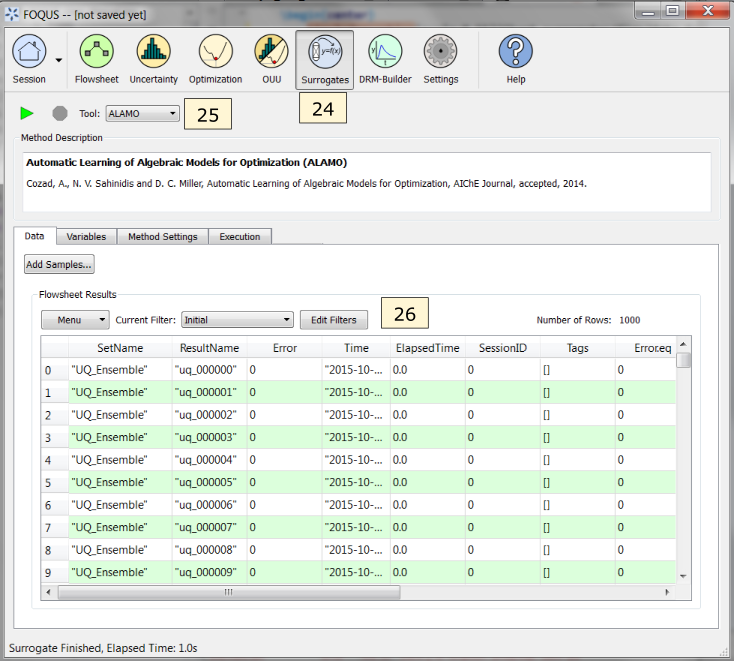 FOQUS -- [not saved yet]
Session Flowsheet Uncertainty Optimization OUU Surrogates DRM-Builder Settings Help
y=f(x)
24
Tool: ALAMO 25
Method Description
Automatic Learning of Algebraic Models for Optimization (ALAMO)
Cozad, A., N. V. Sahinidis and D. C. Miller, Automatic Learning of Algebraic Models for Optimization, AIChE Journal, accepted, 2014.
Data Variables Method Settings Execution
Add Samples...
Flowsheet Results
Menu Current Filter: Initial Edit Filters 26 Number of Rows: 1000
SetName ResultName Error Time ElapsedTime SessionID Tags Error.eq
0 "UQ_Ensemble" "uq_000000" 0 "2015-10-... 0.0 0 [] 0
1 "UQ_Ensemble" "uq_000001" 0 "2015-10-... 0.0 0 [] 0
2 "UQ_Ensemble" "uq_000002" 0 "2015-10-... 0.0 0 [] 0
3 "UQ_Ensemble" "uq_000003" 0 "2015-10-... 0.0 0 [] 0
4 "UQ_Ensemble" "uq_000004" 0 "2015-10-... 0.0 0 [] 0
5 "UQ_Ensemble" "uq_000005" 0 "2015-10-... 0.0 0 [] 0
6 "UQ_Ensemble" "uq_000006" 0 "2015-10-... 0.0 0 [] 0
7 "UQ_Ensemble" "uq_000007" 0 "2015-10-... 0.0 0 [] 0
8 "UQ_Ensemble" "uq_000008" 0 "2015-10-... 0.0 0 [] 0
9 "UQ_Ensemble" "uq_000009" 0 "2015-10-... 0.0 0 [] 0
Surrogate Finished, Elapsed Time: 1.0s